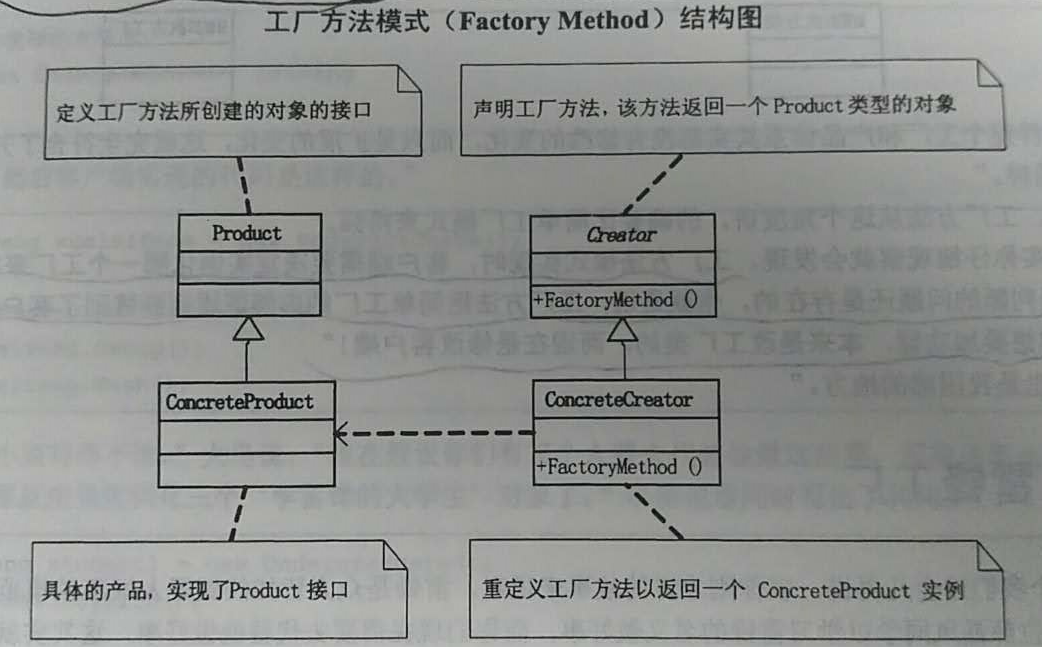 工厂方法模式（Factory Method）结构图
定义工厂方法所创建的对象的接口
声明工厂方法，该方法返回一个 Product 类型的对象
Product
Creator
+FactoryMethod ()
ConcreteProduct
ConcreteCreator
+FactoryMethod ()
具体的产品，实现了Product 接口
重定义工厂方法以返回一个 ConcreteProduct 实例